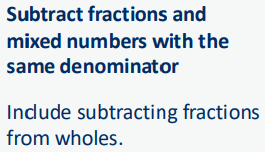 Subtract fractions and
mixed numbers with the
same denominator
Include subtracting fractions
from wholes.